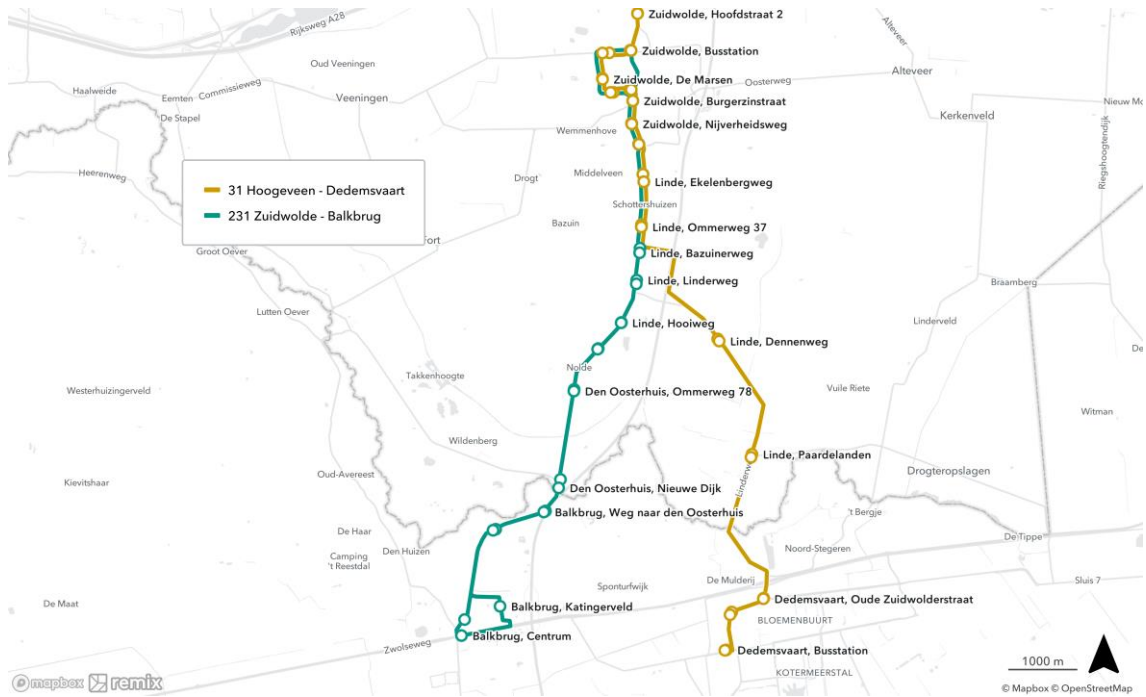 Zuidwolde, Hoofdstraat 2
Rijksweg A28
Alteveer
Zuidwolde, Busstation
Oud Veeningen
Alteveer
Zuidwolde, De Marsen
Oosterweg
Haalweide
Eemten
Commissieweg
Veeningen
Zuidwolde, Burgerzinstraat
Nieuw Mo
De Stapel
Kerkenveld
Zuidwolde, Nijverheidsweg
Wemmenhove
Riegshoogtendijk
Heerenweg
Middelveen
Drogt
Linde, Ekelenbergweg
31 Hoogeveen - Dedemsvaart
231 Zuidwolde - Balkbrug
Schottershuizen
Bazuin
Linde, Ommerweg 37
Fort
Groot Oever
Linde, Bazuinerweg
Linde, Linderweg
Braamberg
Lutten Oever
Linde, Hooiweg
Linderveld
Linde, Dennenweg
De
Nolde
Takkenhoogte
Westerhuizingerveld
Den Oosterhuis, Ommerweg 78
Vuile Riete
Witman
Wildenberg
Linde, Paardelanden
Oud-Avereest
Drogteropslagen
Kievitshaar
Linderw
Den Oosterhuis, Nieuwe Dijk
Balkbrug, Weg naar den Oosterhuis
't Bergje
De Haar
De Tippe
Den Huizen
Noord-Stegeren
Camping
't Reestdal
De Mulderij
Sluis 7
Sponturfwijk
De Maat
Balkbrug, Katingerveld
Dedemsvaart, Oude Zuidwolderstraat
BLOEMENBUURT
Balkbrug, Centrum
Zwolseweg
Dedemsvaart, Busstation
1000 m
KOTERMEERSTAL
mapbox remix
© Mapbox © OpenStreetMap